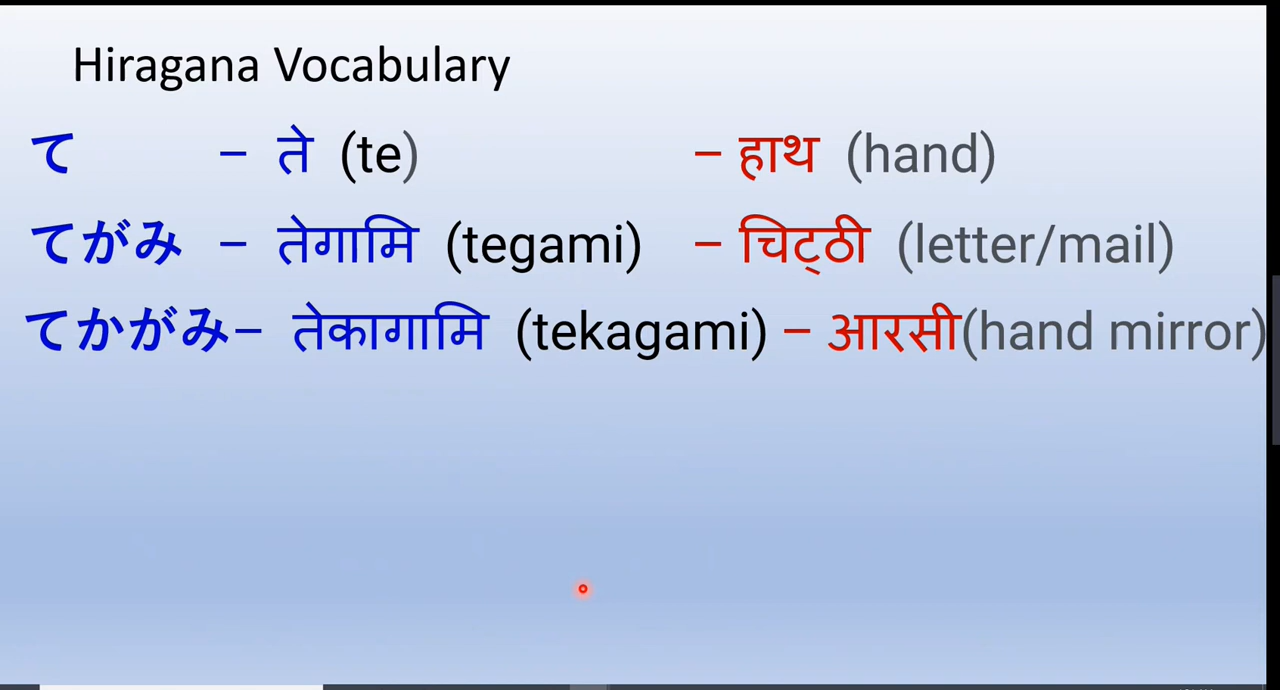 Hiragana Vocabulary
て – ते (te) – हाथ (hand)
てがみ – तेगामि (tegami) – चिट्ठी (letter/mail)
てかがみ – तेकागामि (tekagami) – आरसी(hand mirror)